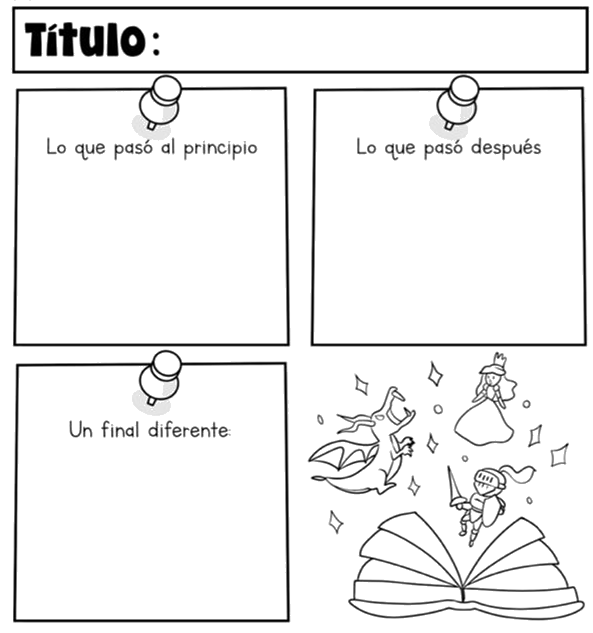 Título:
Lo que pasó al principio
Lo que pasó después
Un final diferente: